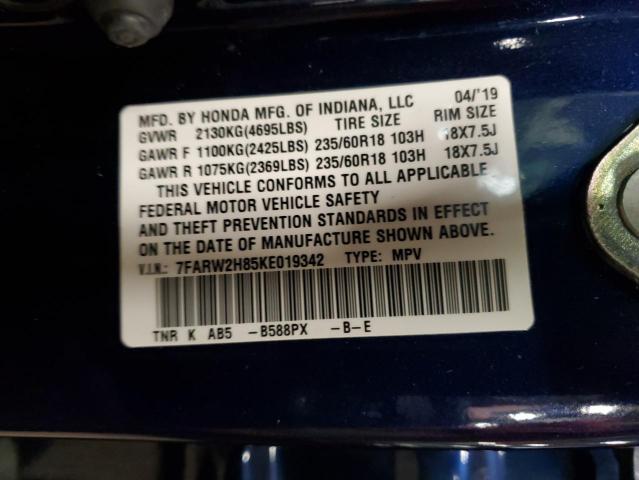 MFD. BY HONDA MFG. OF INDIANA, LLC 04/'19
GVWR 2130KG(4695LBS) TIRE SIZE RIM SIZE
GAWR F 1100KG(2425LBS) 235/60R18 103H 18X7.5J
GAWR R 1075KG(2369LBS) 235/60R18 103H 18X7.5J
THIS VEHICLE CONFORMS TO ALL APPLICABLE
FEDERAL MOTOR VEHICLE SAFETY
AND THEFT PREVENTION STANDARDS IN EFFECT
ON THE DATE OF MANUFACTURE SHOWN ABOVE.
V.I.N.: 7FARW2H85KE019342 TYPE: MPV
TNR K AB5 -B588PX -B-E